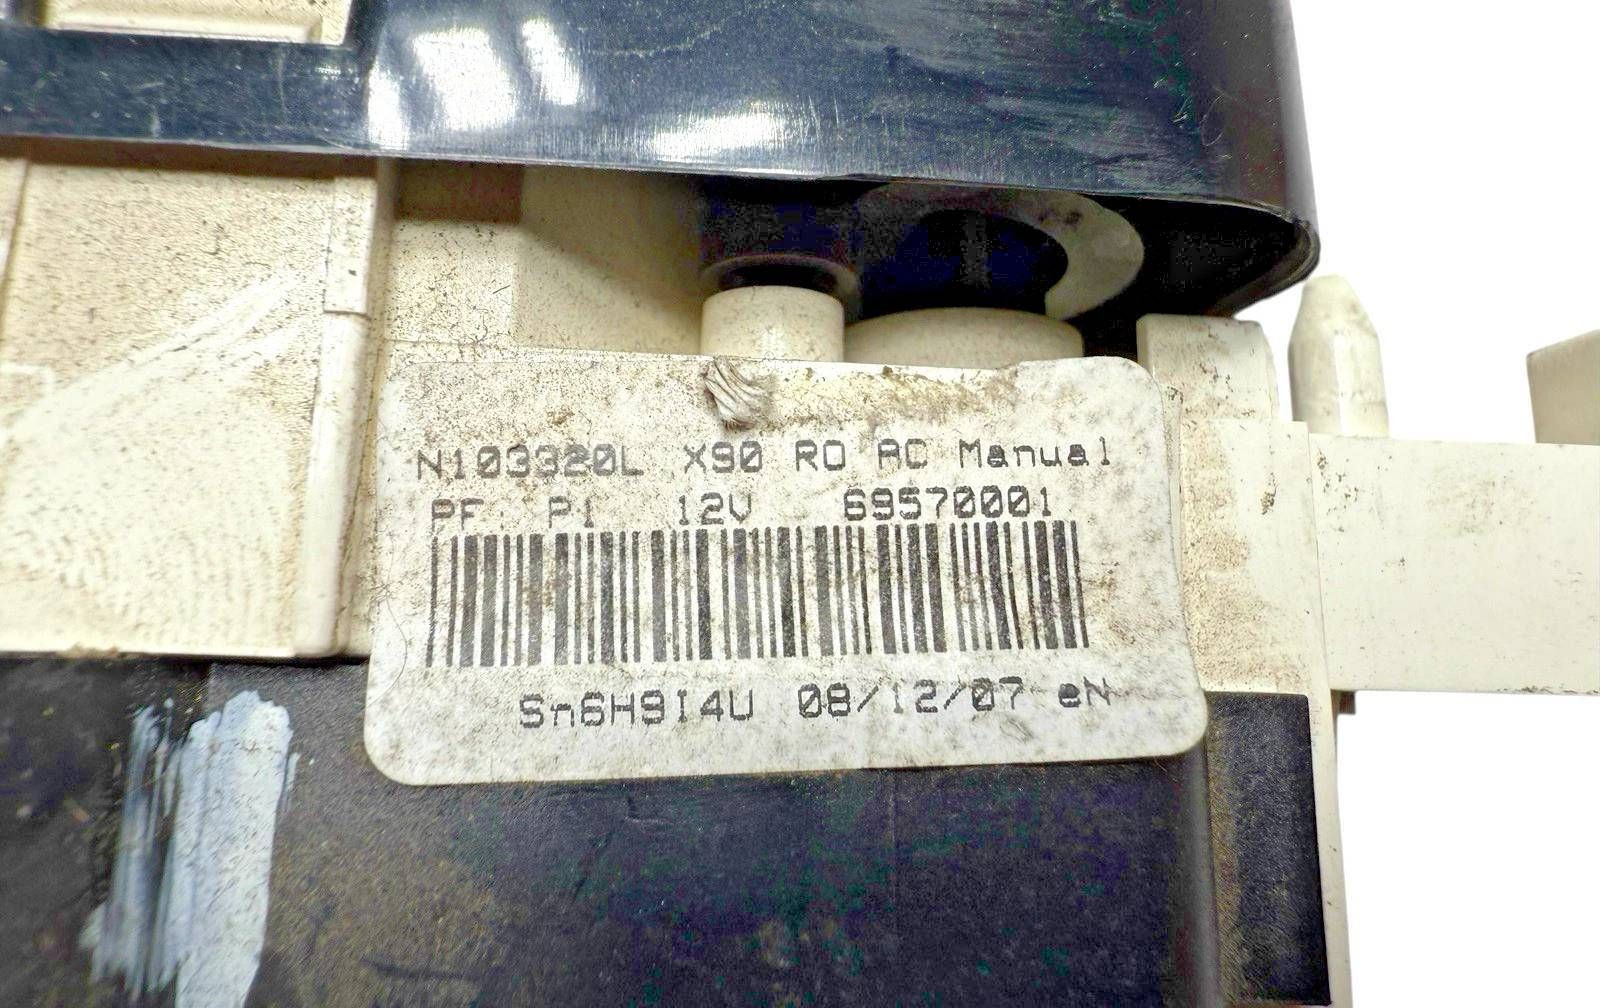 N103320L X90 RO AC Manual
PF. P1 12V 69570001
Sn6H9I4U 08/12/07 eN